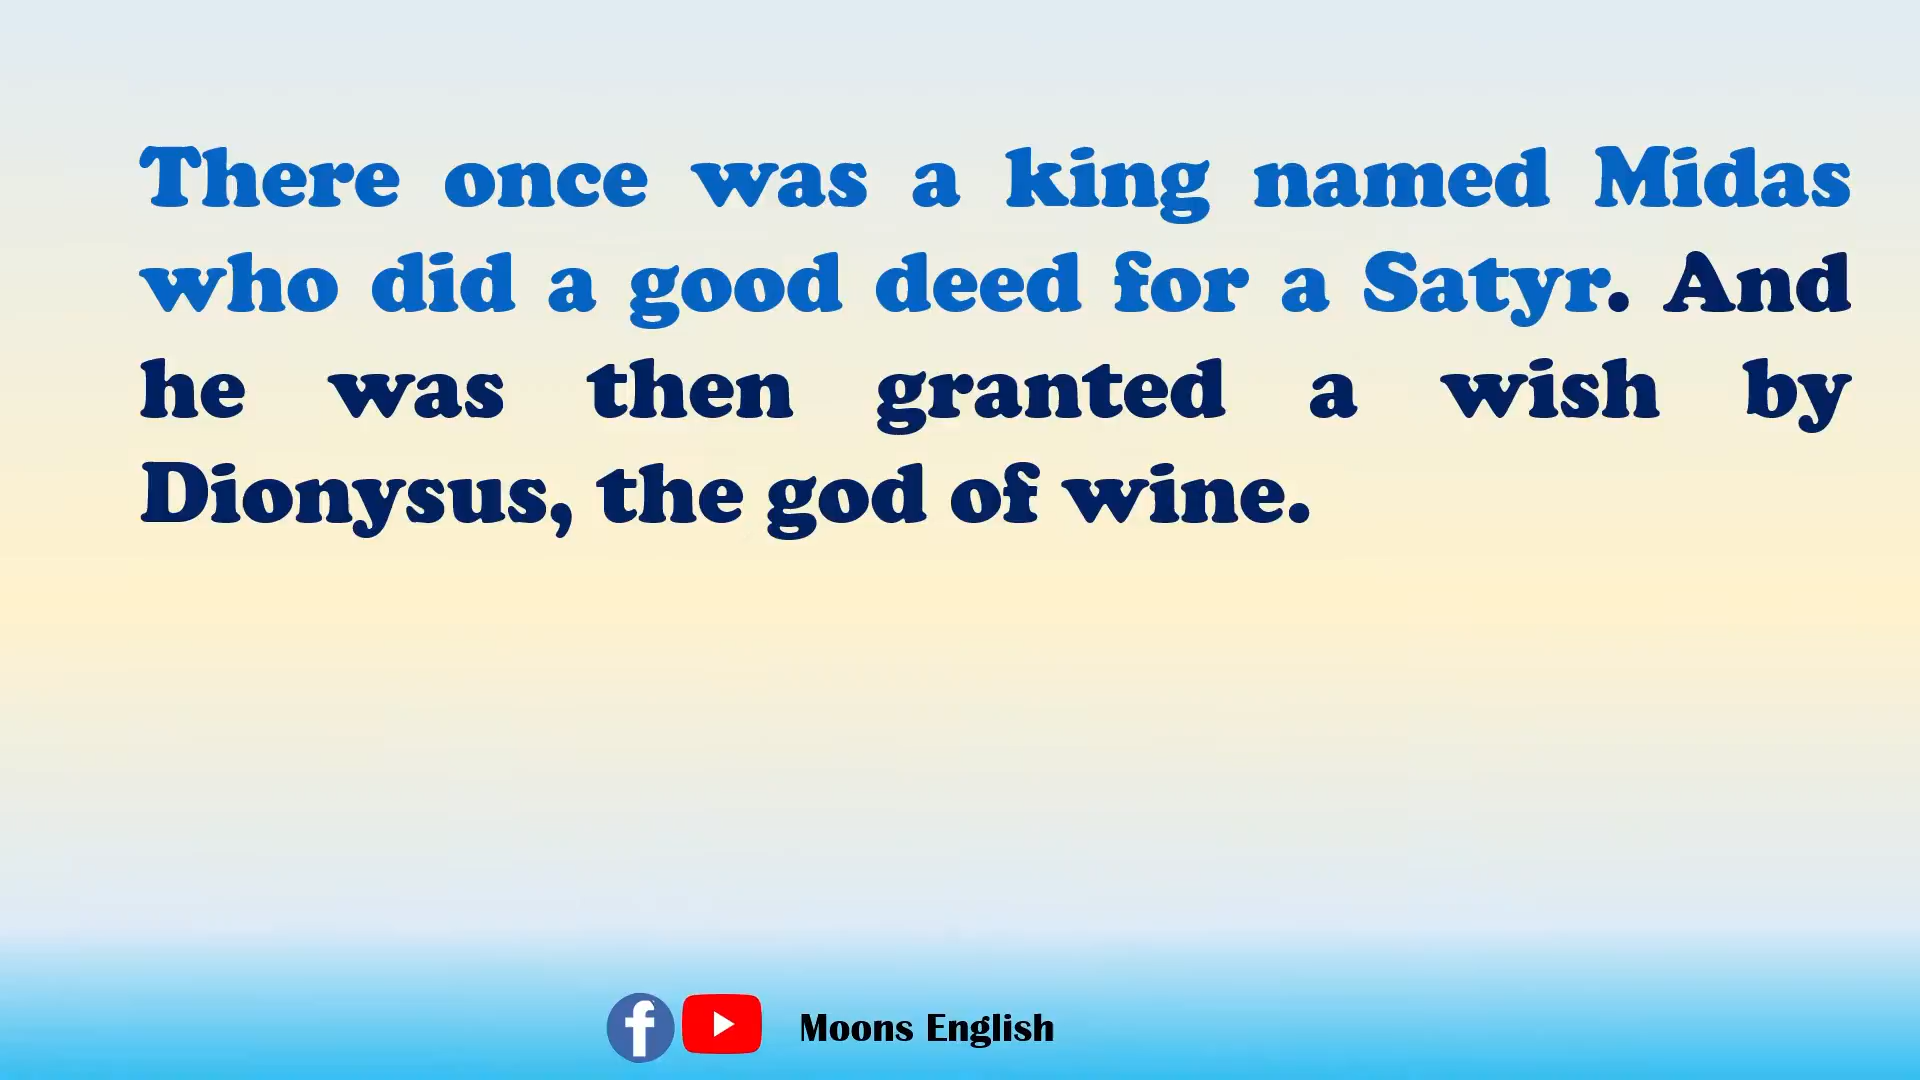 There once was a king named Midas
who did a good deed for a Satyr. And
he was then granted a wish by
Dionysus, the god of wine.
Moons English